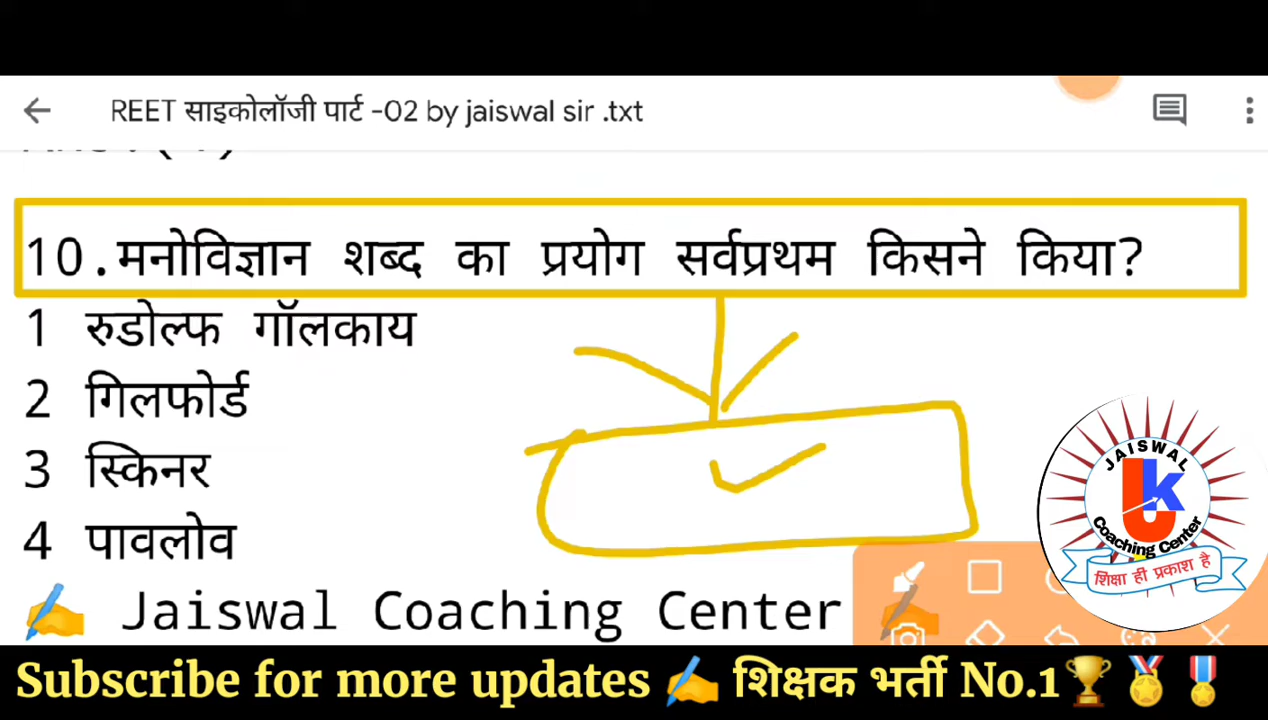 REET साइकोलॉजी पार्ट -02 by jaiswal sir .txt
10.मनोविज्ञान शब्द का प्रयोग सर्वप्रथम किसने किया?
1 रुडोल्फ गॉलकाय
2 गिलफोर्ड
3 स्किनर
4 पावलोव
✍️ Jaiswal Coaching Center ✍️
JAISWAL
JK
Coaching Center
शिक्षा ही प्रकाश है
Subscribe for more updates ✍️ शिक्षक भर्ती No.1🏆🏅🎖️